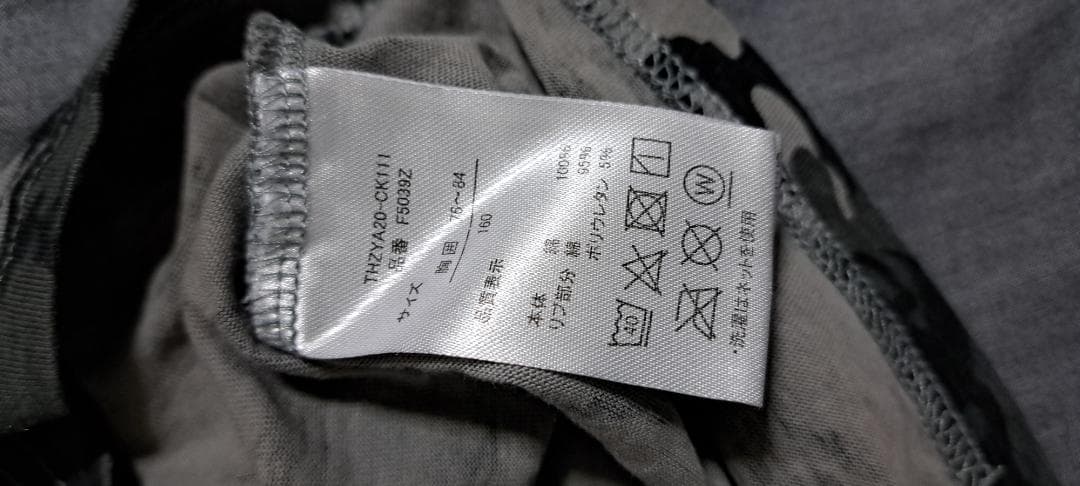 THZYA20-CK111
品番 F5039Z
サイズ 胸囲 76～84
160
品質表示
本体 綿 100%
リブ部分 綿 95%
ポリウレタン 5%
40
W
・洗濯はネットを使用